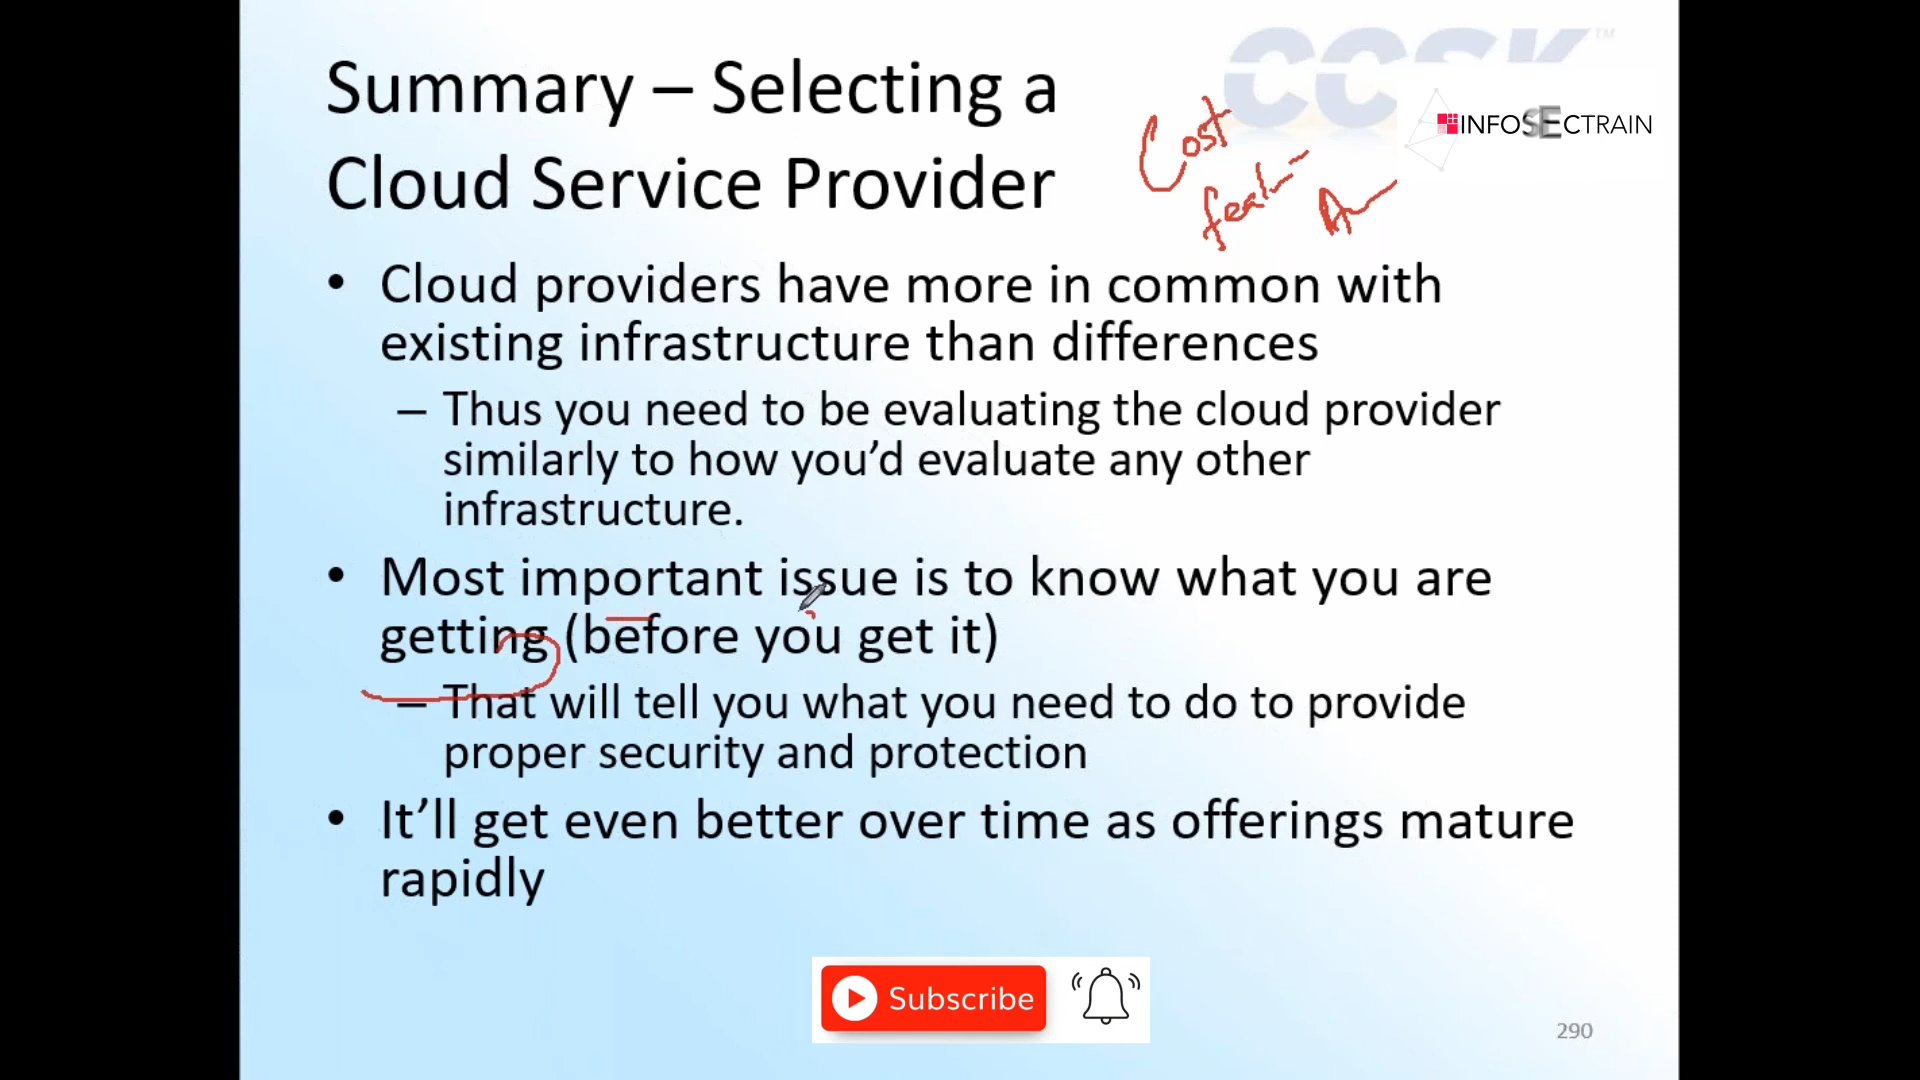 CCSK™
Summary – Selecting a
Cloud Service Provider
Cost
INFOSECTRAIN
• Cloud providers have more in common with
existing infrastructure than differences
– Thus you need to be evaluating the cloud provider
similarly to how you’d evaluate any other
infrastructure.
• Most important issue is to know what you are
getting (before you get it)
– That will tell you what you need to do to provide
proper security and protection
• It’ll get even better over time as offerings mature
rapidly
Subscribe
290